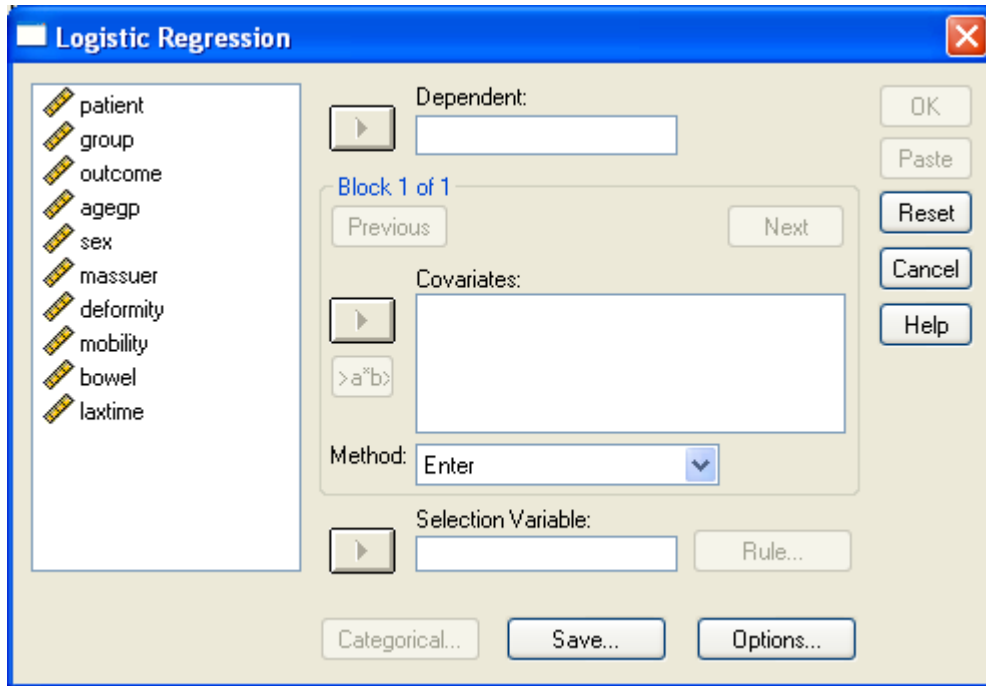 Logistic Regression
patient
group
outcome
agegp
sex
massuer
deformity
mobility
bowel
laxtime
Dependent:
Block 1 of 1
Previous
Next
Covariates:
>a*b>
Method:
Enter
Selection Variable:
Rule...
Categorical...
Save...
Options...
OK
Paste
Reset
Cancel
Help